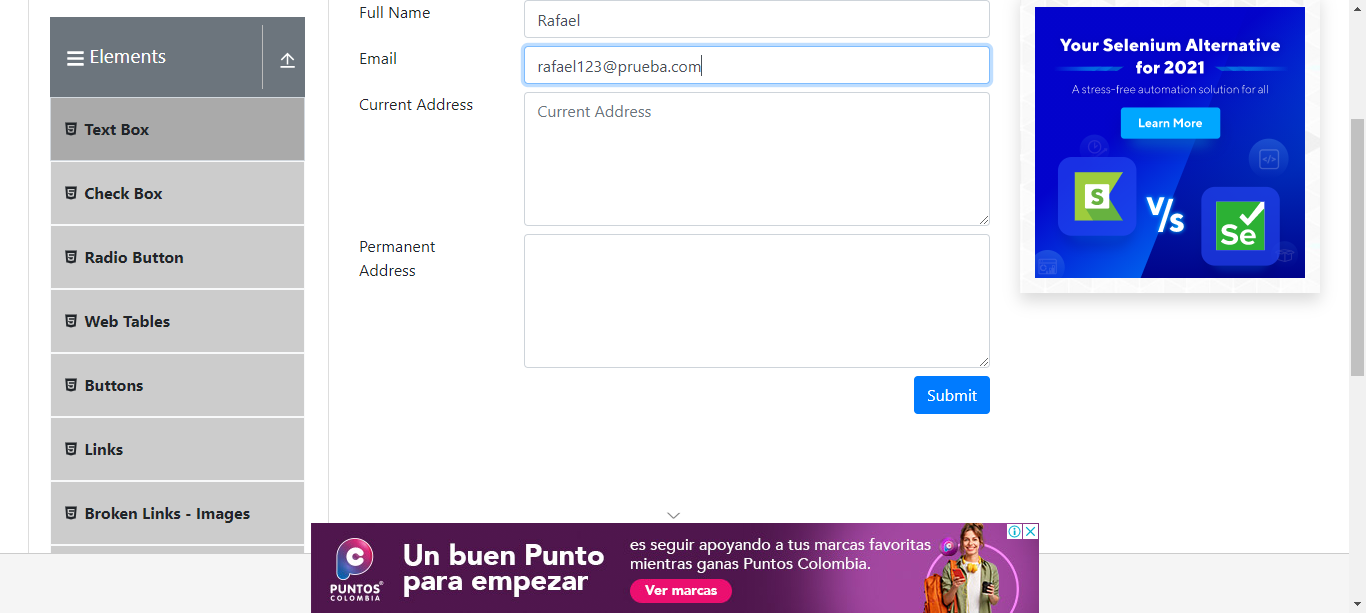 Elements
Text Box
Check Box
Radio Button
Web Tables
Buttons
Links
Broken Links - Images
Full Name
Rafael
Email
rafael123@prueba.com
Current Address
Current Address
Permanent
Address
Submit
Your Selenium Alternative
for 2021
A stress-free automation solution for all
Learn More
S
V/s
Se
PUNTOS
COLOMBIA
Un buen Punto
para empezar
es seguir apoyando a tus marcas favoritas
mientras ganas Puntos Colombia.
Ver marcas